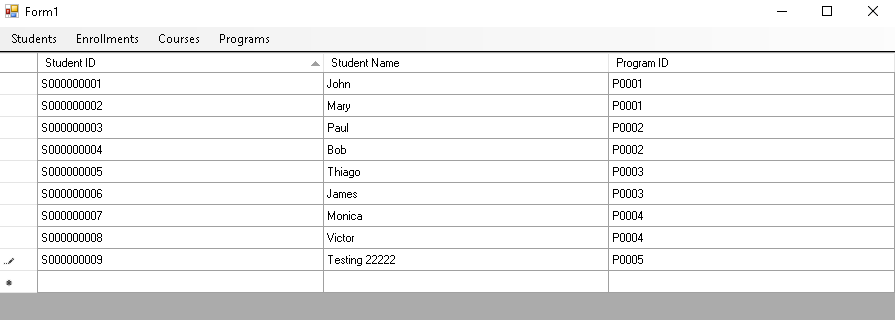 Form1
Students Enrollments Courses Programs
Student ID Student Name Program ID
S000000001 John P0001
S000000002 Mary P0001
S000000003 Paul P0002
S000000004 Bob P0002
S000000005 Thiago P0003
S000000006 James P0003
S000000007 Monica P0004
S000000008 Victor P0004
S000000009 Testing 22222 P0005